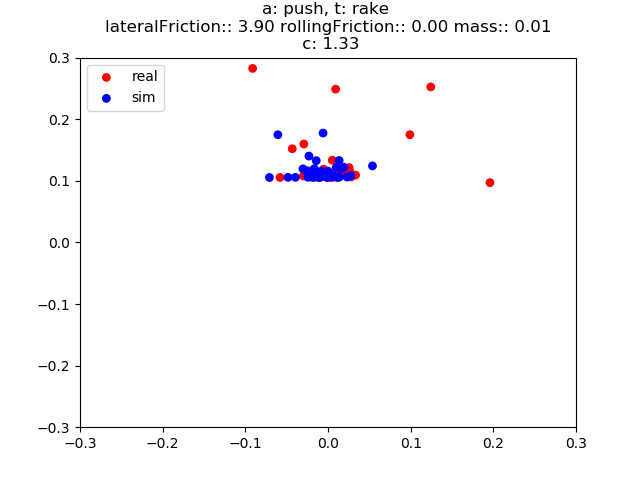 a: push, t: rake
lateralFriction:: 3.90 rollingFriction:: 0.00 mass:: 0.01
c: 1.33
real
sim
0.3
0.2
0.1
0.0
−0.1
−0.2
−0.3
−0.3
−0.2
−0.1
0.0
0.1
0.2
0.3